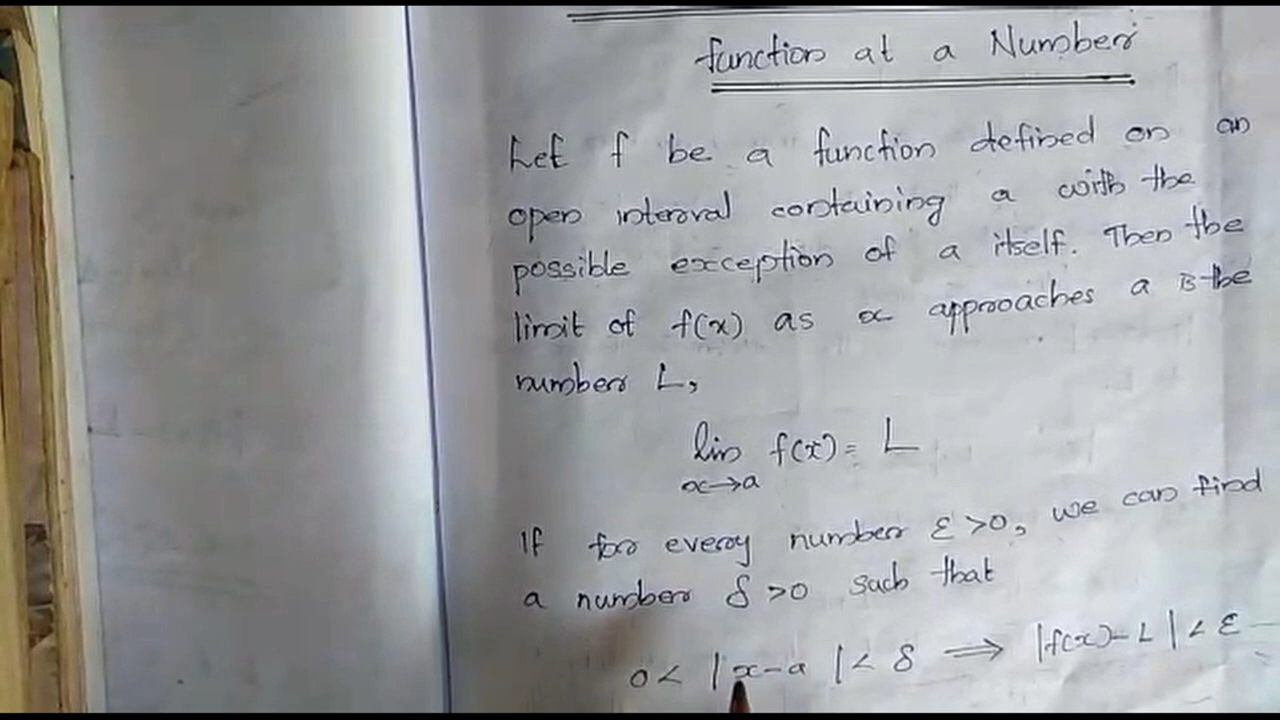 function at a Number
Let f be a function defined on an
open interval containing a with the
possible exception of a itself. Then the
limit of f(x) as x approaches a is the
number L,
lim f(x) = L
x→a
If for every number ε>0, we can find
a number δ>0 such that
0 < |x-a| < δ ⟹ |f(x)-L| < ε